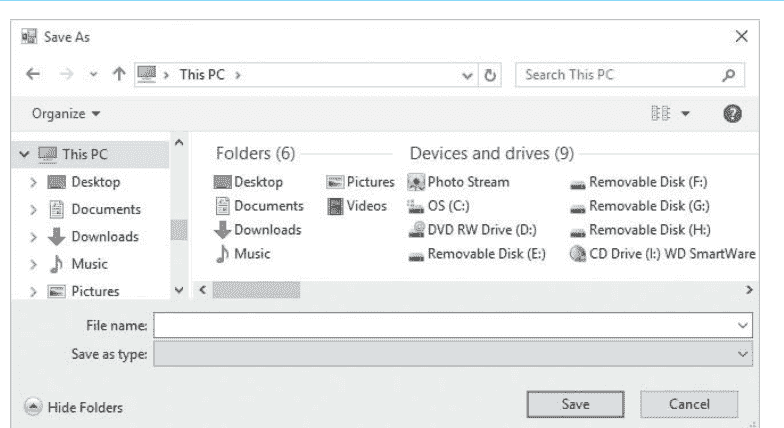 Save As
This PC
Search This PC
Organize
This PC
Desktop
Documents
Downloads
Music
Pictures
Folders (6)
Desktop
Pictures
Documents
Videos
Downloads
Music
Devices and drives (9)
Photo Stream
Removable Disk (F:)
OS (C:)
Removable Disk (G:)
DVD RW Drive (D:)
Removable Disk (H:)
Removable Disk (E:)
CD Drive (I:) WD SmartWare
File name:
Save as type:
Hide Folders
Save
Cancel